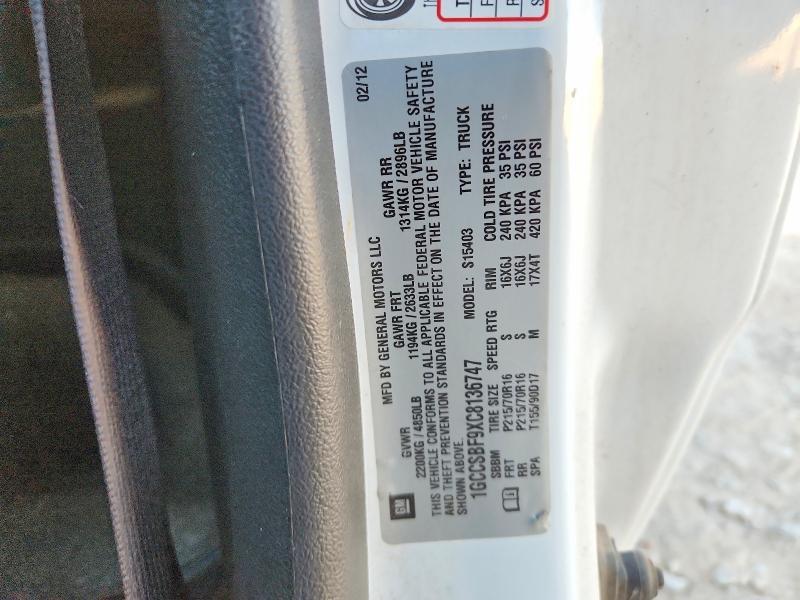 MFD BY GENERAL MOTORS LLC 02/12
GVWR GAWR FRT GAWR RR
2200KG / 4850LB 1194KG / 2633LB 1314KG / 2896LB
THIS VEHICLE CONFORMS TO ALL APPLICABLE FEDERAL MOTOR VEHICLE SAFETY
AND THEFT PREVENTION STANDARDS IN EFFECT ON THE DATE OF MANUFACTURE
SHOWN ABOVE.
1GCCSBF9XC8136747 MODEL: S15403 TYPE: TRUCK
SBBM TIRE SIZE SPEED RTG RIM COLD TIRE PRESSURE
FRT P215/70R16 S 16X6J 240 KPA 35 PSI
RR P215/70R16 S 16X6J 240 KPA 35 PSI
SPA T155/90D17 M 17X4T 420 KPA 60 PSI
GM